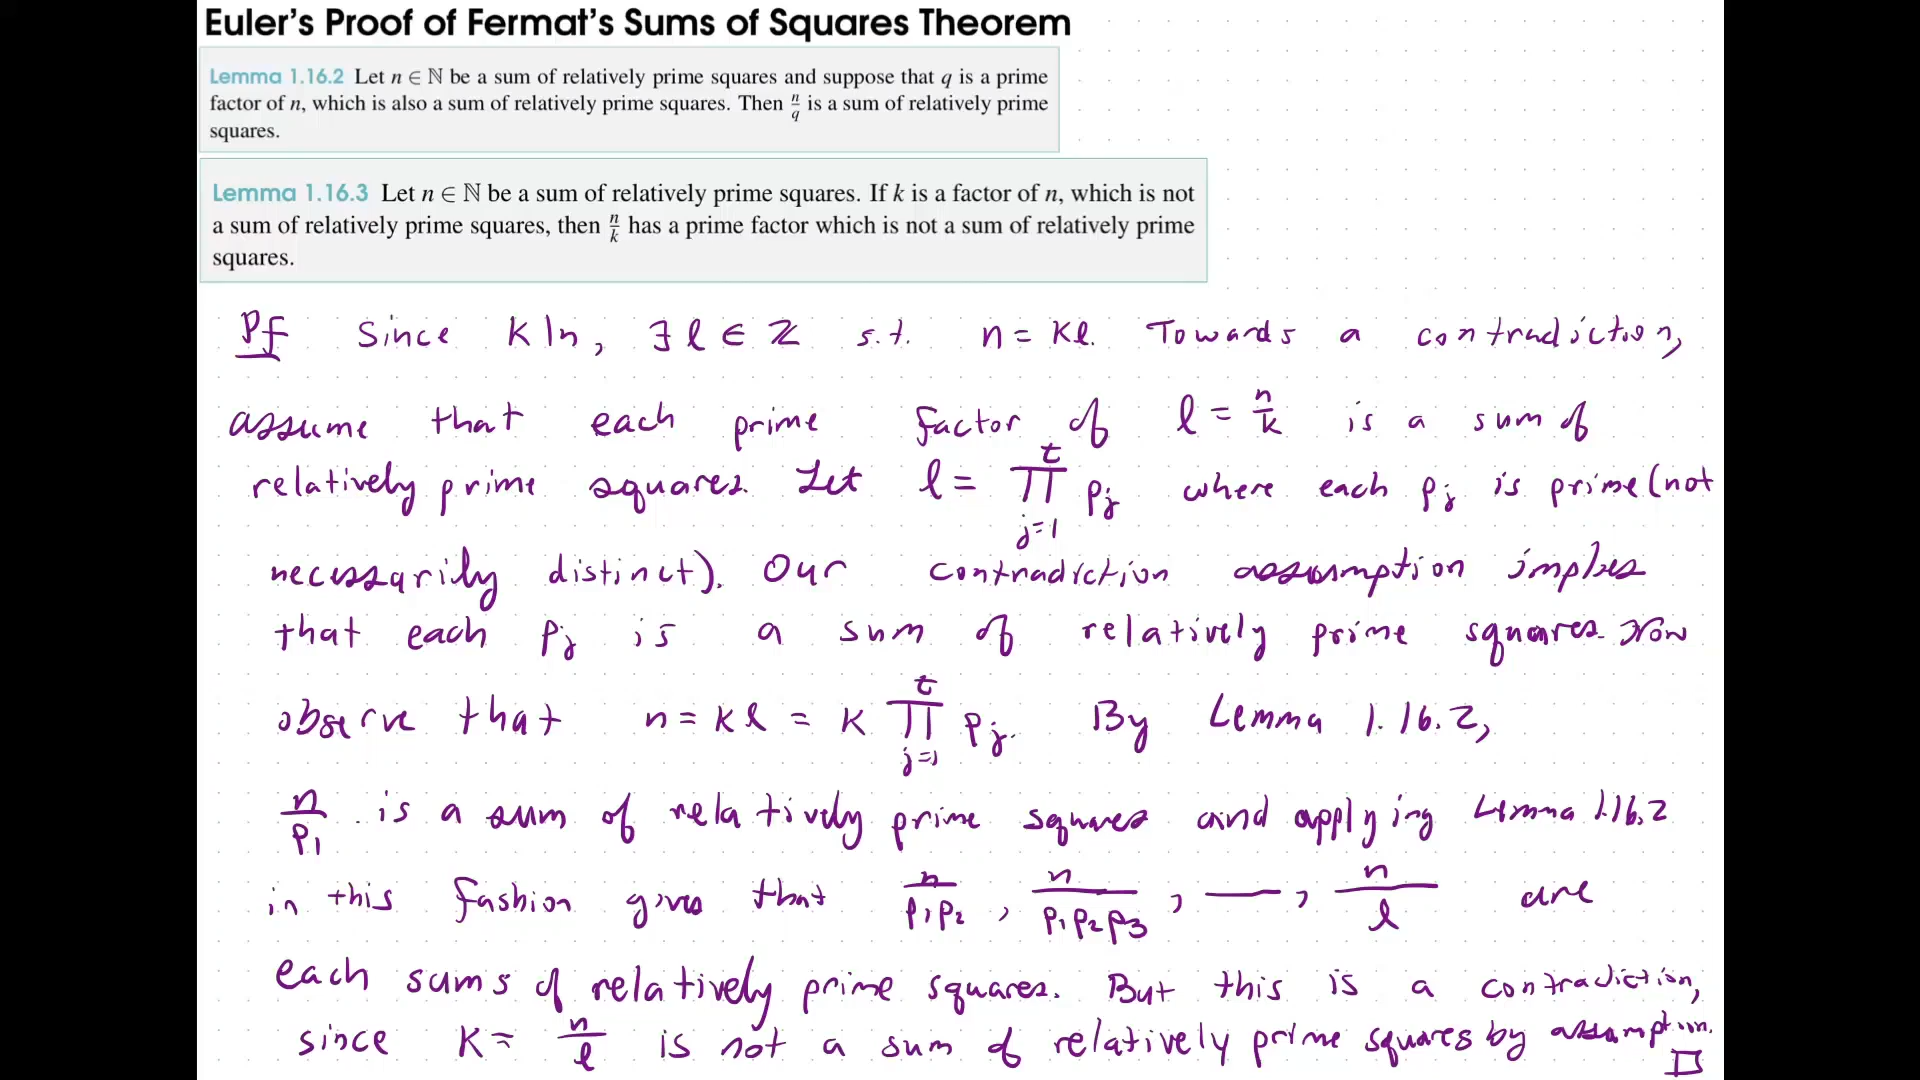 Euler's Proof of Fermat's Sums of Squares Theorem
Lemma 1.16.2 Let n ∈ ℕ be a sum of relatively prime squares and suppose that q is a prime
factor of n, which is also a sum of relatively prime squares. Then n/q is a sum of relatively prime
squares.
Lemma 1.16.3 Let n ∈ ℕ be a sum of relatively prime squares. If k is a factor of n, which is not
a sum of relatively prime squares, then n/k has a prime factor which is not a sum of relatively prime
squares.
Pf Since k|n, ∃ l ∈ ℤ s.t. n = kl. Towards a contradiction,
assume that each prime factor of l = n/k is a sum of
relatively prime squares. Let l = ∏_{j=1}^{t} p_j where each p_j is prime (not
necessarily distinct). Our contradiction assumption implies
that each p_j is a sum of relatively prime squares. Now
observe that n = kl = k ∏_{j=1}^{t} p_j. By Lemma 1.16.2,
n/p_1 is a sum of relatively prime squares and applying Lemma 1.16.2
in this fashion gives that n/(p_1p_2), n/(p_1p_2p_3), —, n/l are
each sums of relatively prime squares. But this is a contradiction,
since k = n/l is not a sum of relatively prime squares by assumption. □